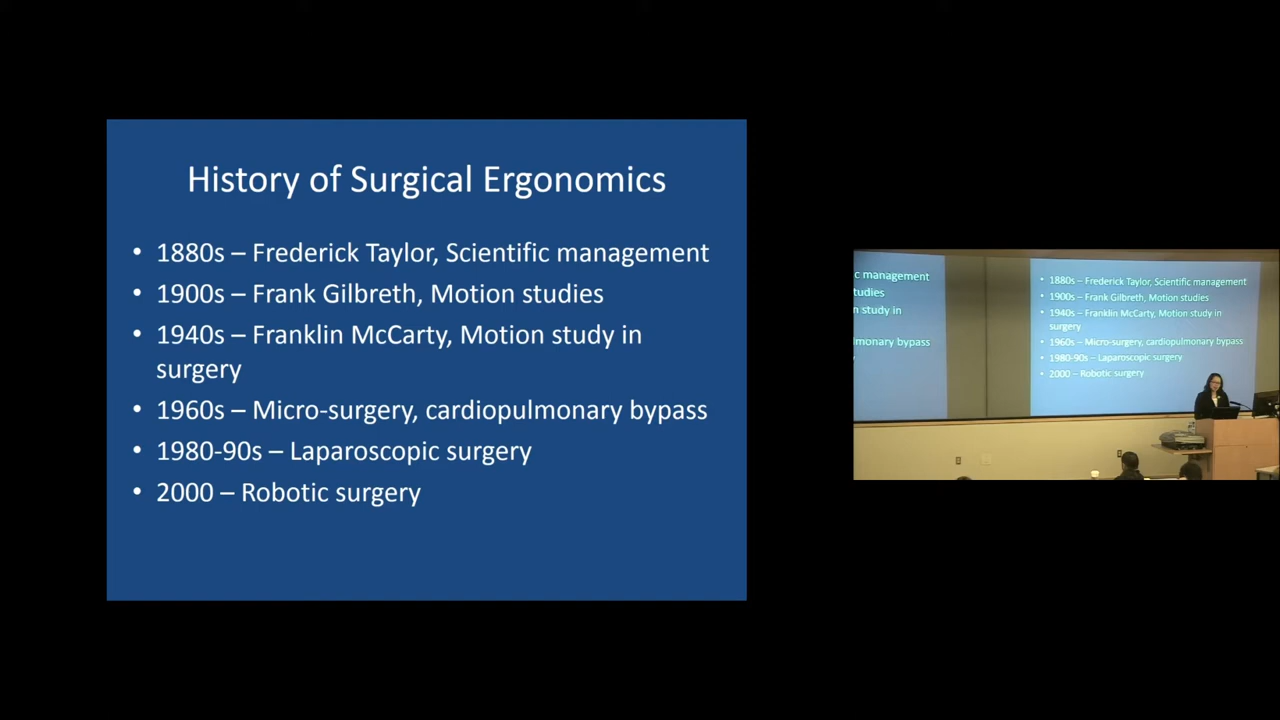 History of Surgical Ergonomics
• 1880s – Frederick Taylor, Scientific management
• 1900s – Frank Gilbreth, Motion studies
• 1940s – Franklin McCarty, Motion study in
surgery
• 1960s – Micro-surgery, cardiopulmonary bypass
• 1980-90s – Laparoscopic surgery
• 2000 – Robotic surgery
c management
tudies
n study in
lmonary bypass
• 1880s – Frederick Taylor, Scientific management
• 1900s – Frank Gilbreth, Motion studies
• 1940s – Franklin McCarty, Motion study in
surgery
• 1960s – Micro-surgery, cardiopulmonary bypass
• 1980-90s – Laparoscopic surgery
• 2000 – Robotic surgery